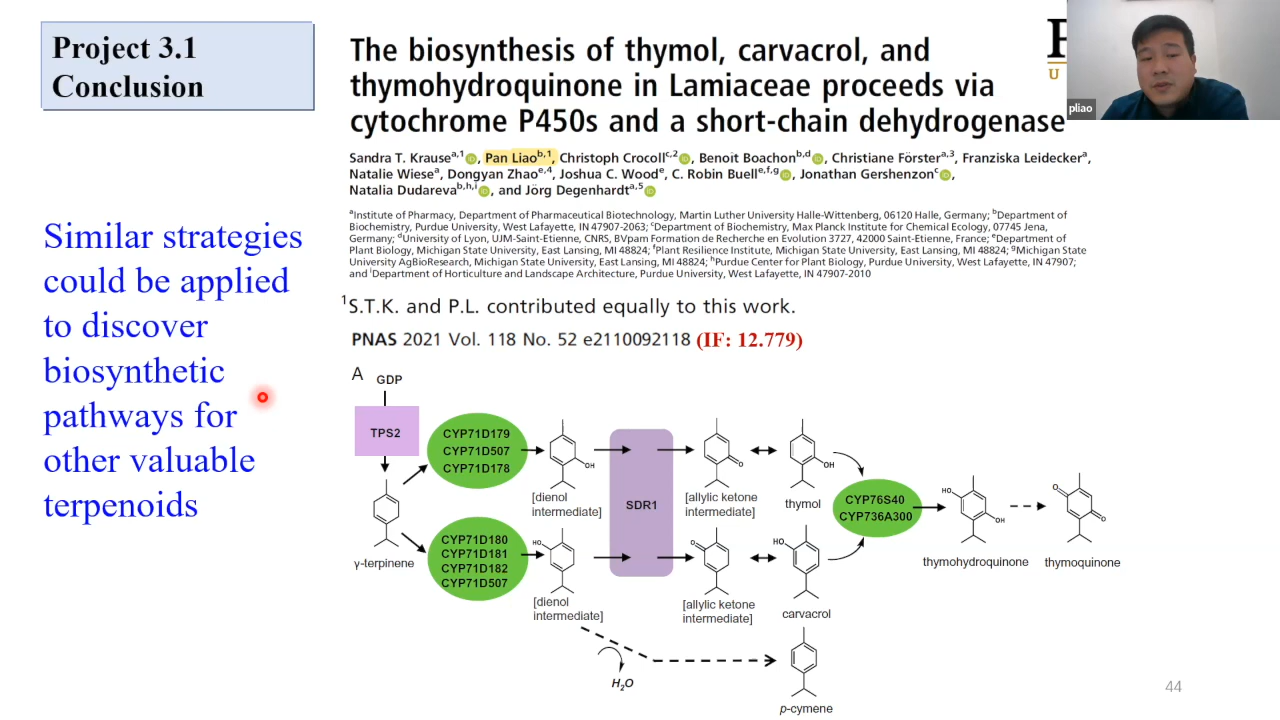 Project 3.1
Conclusion
The biosynthesis of thymol, carvacrol, and
thymohydroquinone in Lamiaceae proceeds via
cytochrome P450s and a short-chain dehydrogenase
U
pliao
Sandra T. Krause^a,1, Pan Liao^b,1, Christoph Crocoll^c,2, Benoît Boachon^b,d, Christiane Förster^a,3, Franziska Leidecker^a,
Natalie Wiese^a, Dongyan Zhao^e,4, Joshua C. Wood^e, C. Robin Buell^e,f,g, Jonathan Gershenzon^c,
Natalia Dudareva^b,h,i, and Jörg Degenhardt^a,5
^aInstitute of Pharmacy, Department of Pharmaceutical Biotechnology, Martin Luther University Halle-Wittenberg, 06120 Halle, Germany; ^bDepartment of
Biochemistry, Purdue University, West Lafayette, IN 47907-2063; ^cDepartment of Biochemistry, Max Planck Institute for Chemical Ecology, 07745 Jena,
Germany; ^dUniversity of Lyon, UJM-Saint-Etienne, CNRS, BVpam Formation de Recherche en Evolution 3727, 42000 Saint-Etienne, France; ^eDepartment of
Plant Biology, Michigan State University, East Lansing, MI 48824; ^fPlant Resilience Institute, Michigan State University, East Lansing, MI 48824; ^gMichigan State
University AgBioResearch, Michigan State University, East Lansing, MI 48824; ^hPurdue Center for Plant Biology, Purdue University, West Lafayette, IN 47907;
and ^iDepartment of Horticulture and Landscape Architecture, Purdue University, West Lafayette, IN 47907-2010
^1S.T.K. and P.L. contributed equally to this work.
PNAS 2021 Vol. 118 No. 52 e2110092118 (IF: 12.779)
Similar strategies
could be applied
to discover
biosynthetic
pathways for
other valuable
terpenoids
A
GDP
TPS2
γ-terpinene
CYP71D179
CYP71D507
CYP71D178
OH
[dienol
intermediate]
CYP71D180
CYP71D181
CYP71D182
CYP71D507
HO
[dienol
intermediate]
SDR1
O
[allylic ketone
intermediate]
OH
thymol
O
[allylic ketone
intermediate]
HO
carvacrol
CYP76S40
CYP736A300
HO
OH
thymohydroquinone
O
O
thymoquinone
H2O
p-cymene
44